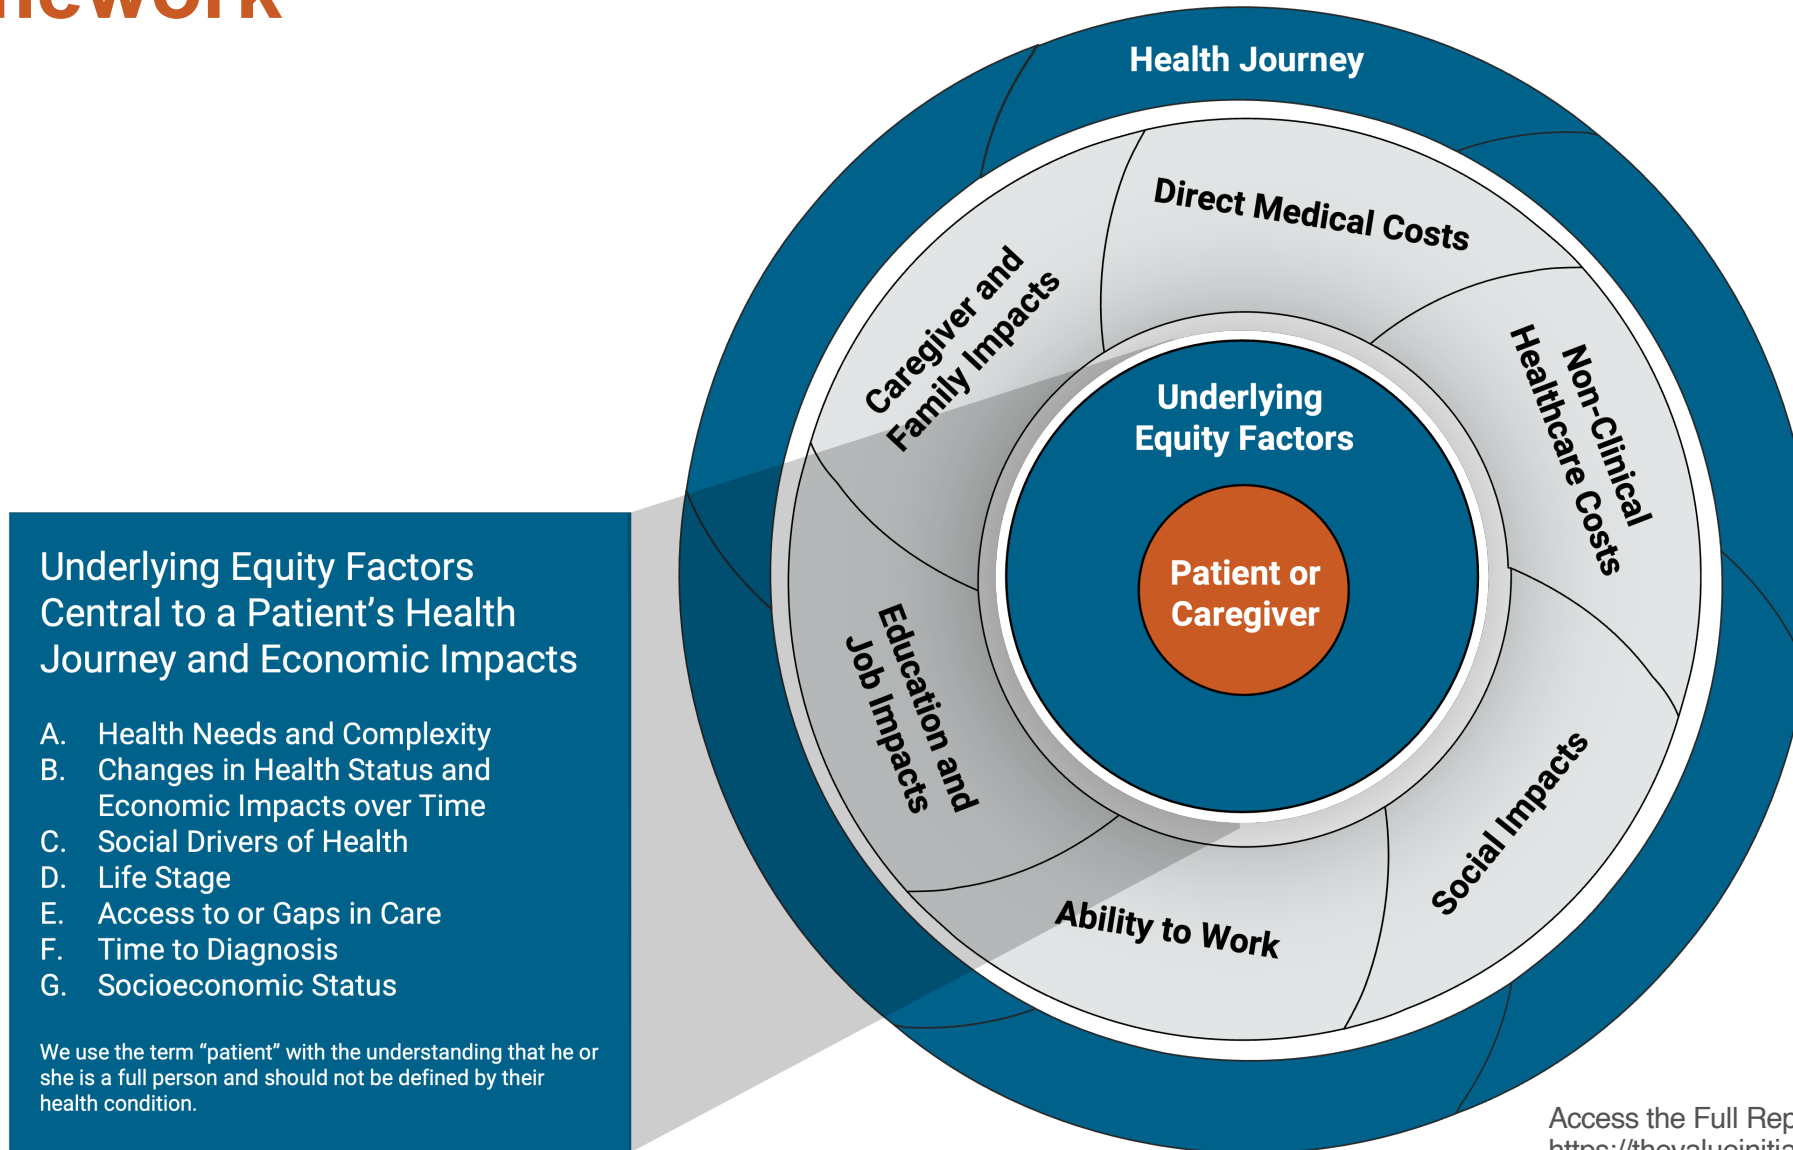 Health Journey
Direct Medical Costs
Caregiver and
Family Impacts
Non-Clinical
Healthcare Costs
Underlying
Equity Factors
Patient or
Caregiver
Education and
Job Impacts
Social Impacts
Ability to Work
Underlying Equity Factors
Central to a Patient’s Health
Journey and Economic Impacts
A. Health Needs and Complexity
B. Changes in Health Status and
Economic Impacts over Time
C. Social Drivers of Health
D. Life Stage
E. Access to or Gaps in Care
F. Time to Diagnosis
G. Socioeconomic Status
We use the term “patient” with the understanding that he or
she is a full person and should not be defined by their
health condition.
Access the Full Rep